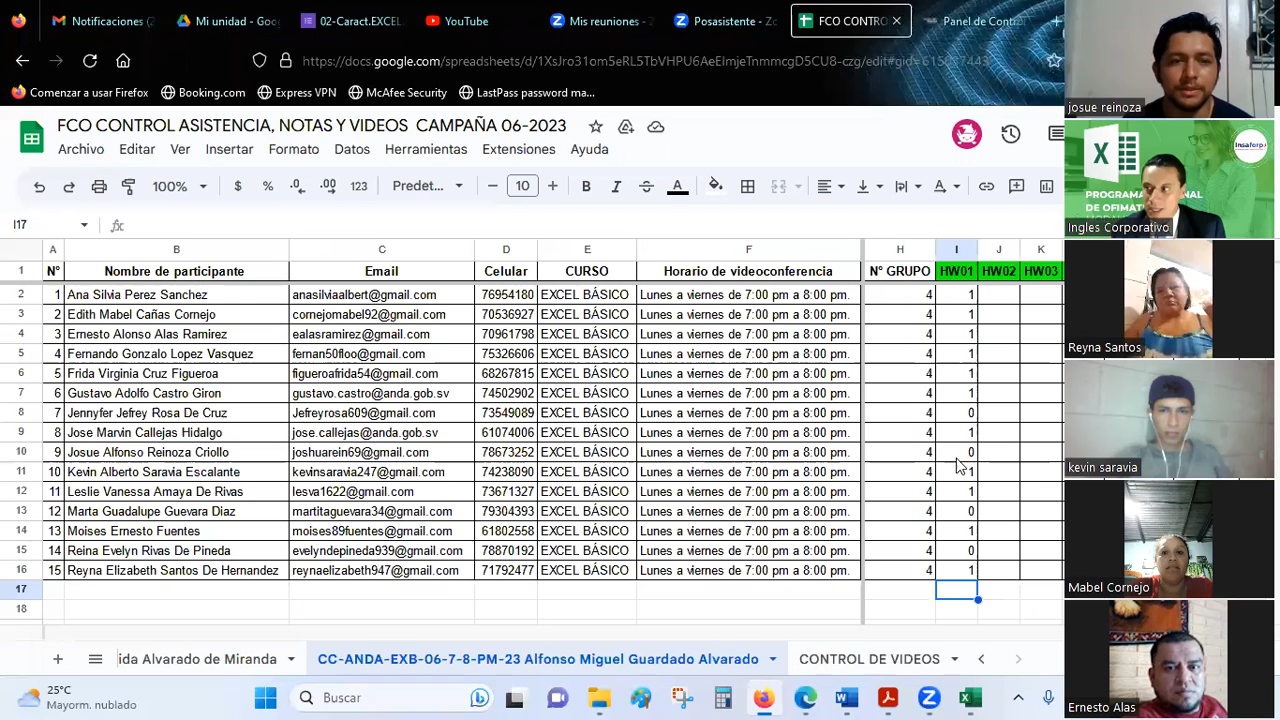 Notificaciones (2
Mi unidad - Goo
02-Caract.EXCEL
YouTube
Mis reuniones - Z
Posasistente - Zo
FCO CONTRO
Panel de Contro
https://docs.google.com/spreadsheets/d/1XsJro31om5eRL5TbVHPU6AeElmjeTnmmcgD5CU8-czg/edit#gid=615037443
Comenzar a usar Firefox
Booking.com
Express VPN
McAfee Security
LastPass password ma...
FCO CONTROL ASISTENCIA, NOTAS Y VIDEOS CAMPAÑA 06-2023
Archivo Editar Ver Insertar Formato Datos Herramientas Extensiones Ayuda
100% $ % .0 .00 123 Predet... 10 B I A
I17 fx
A B C D E F H I J K
1 N° Nombre de participante Email Celular CURSO Horario de videoconferencia N° GRUPO HW01 HW02 HW03
2 1 Ana Silvia Perez Sanchez anasilviaalbert@gmail.com 76954180 EXCEL BÁSICO Lunes a viernes de 7:00 pm a 8:00 pm. 4 1
3 2 Edith Mabel Cañas Cornejo cornejomabel92@gmail.com 70536927 EXCEL BÁSICO Lunes a viernes de 7:00 pm a 8:00 pm. 4 1
4 3 Ernesto Alonso Alas Ramirez ealasramirez@gmail.com 70961798 EXCEL BÁSICO Lunes a viernes de 7:00 pm a 8:00 pm. 4 1
5 4 Fernando Gonzalo Lopez Vasquez fernan50floo@gmail.com 75326606 EXCEL BÁSICO Lunes a viernes de 7:00 pm a 8:00 pm. 4 1
6 5 Frida Virginia Cruz Figueroa figueroafrida54@gmail.com 68267815 EXCEL BÁSICO Lunes a viernes de 7:00 pm a 8:00 pm. 4 1
7 6 Gustavo Adolfo Castro Giron gustavo.castro@anda.gob.sv 74502902 EXCEL BÁSICO Lunes a viernes de 7:00 pm a 8:00 pm. 4 1
8 7 Jennyfer Jefrey Rosa De Cruz Jefreyrosa609@gmail.com 73549089 EXCEL BÁSICO Lunes a viernes de 7:00 pm a 8:00 pm. 4 0
9 8 Jose Marvin Callejas Hidalgo jose.callejas@anda.gob.sv 61074006 EXCEL BÁSICO Lunes a viernes de 7:00 pm a 8:00 pm. 4 1
10 9 Josue Alfonso Reinoza Criollo joshuarein69@gmail.com 78673252 EXCEL BÁSICO Lunes a viernes de 7:00 pm a 8:00 pm. 4 0
11 10 Kevin Alberto Saravia Escalante kevinsaravia247@gmail.com 74238090 EXCEL BÁSICO Lunes a viernes de 7:00 pm a 8:00 pm. 4 1
12 11 Leslie Vanessa Amaya De Rivas lesva1622@gmail.com 73671327 EXCEL BÁSICO Lunes a viernes de 7:00 pm a 8:00 pm. 4 1
13 12 Marta Guadalupe Guevara Diaz martitaguevara34@gmail.com 79304393 EXCEL BÁSICO Lunes a viernes de 7:00 pm a 8:00 pm. 4 0
14 13 Moises Ernesto Fuentes moises89fuentes@gmail.com 61802558 EXCEL BÁSICO Lunes a viernes de 7:00 pm a 8:00 pm. 4 1
15 14 Reina Evelyn Rivas De Pineda evelyndepineda939@gmail.com 78870192 EXCEL BÁSICO Lunes a viernes de 7:00 pm a 8:00 pm. 4 0
16 15 Reyna Elizabeth Santos De Hernandez reynaelizabeth947@gmail.com 71792477 EXCEL BÁSICO Lunes a viernes de 7:00 pm a 8:00 pm. 4 1
17
18
ida Alvarado de Miranda
CC-ANDA-EXB-06-7-8-PM-23 Alfonso Miguel Guardado Alvarado
CONTROL DE VIDEOS
25°C
Mayorm. nublado
Buscar
josue reinoza
Insaforp
PROGRAMA
NAL
DE OFIMAT
Ingles Corporativo
Reyna Santos
kevin saravia
Mabel Cornejo
Ernesto Alas